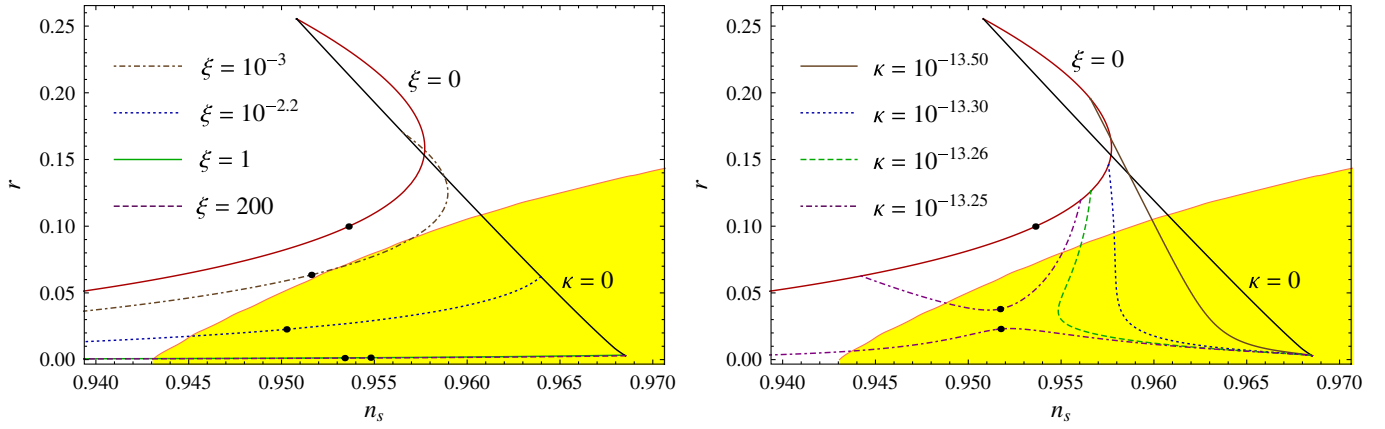 0.25
0.20
0.15
0.10
0.05
0.00
r
ξ = 10^-3
ξ = 10^-2.2
ξ = 1
ξ = 200
ξ = 0
κ = 0
0.940 0.945 0.950 0.955 0.960 0.965 0.970
n_s
0.25
0.20
0.15
0.10
0.05
0.00
r
κ = 10^-13.50
κ = 10^-13.30
κ = 10^-13.26
κ = 10^-13.25
ξ = 0
κ = 0
0.940 0.945 0.950 0.955 0.960 0.965 0.970
n_s